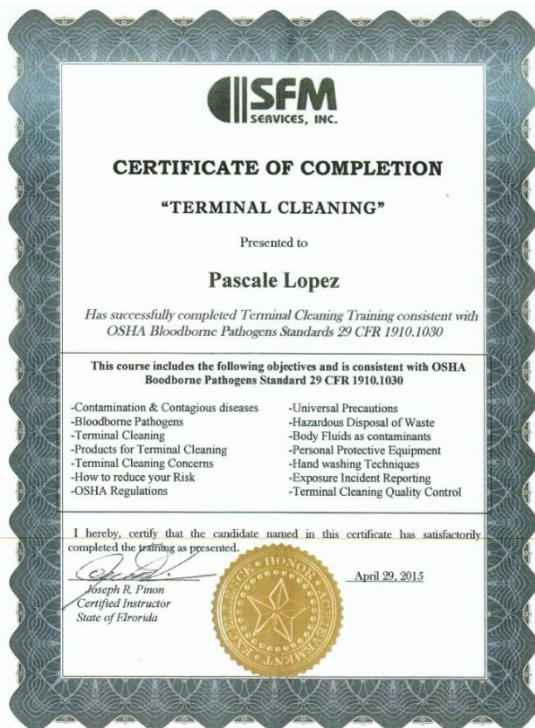 SFM
SERVICES, INC.
CERTIFICATE OF COMPLETION
"TERMINAL CLEANING"
Presented to
Pascale Lopez
Has successfully completed Terminal Cleaning Training consistent with
OSHA Bloodborne Pathogens Standards 29 CFR 1910.1030
This course includes the following objectives and is consistent with OSHA
Boodborne Pathogens Standard 29 CFR 1910.1030
-Contamination & Contagious diseases
-Bloodborne Pathogens
-Terminal Cleaning
-Products for Terminal Cleaning
-Terminal Cleaning Concerns
-How to reduce your Risk
-OSHA Regulations
-Universal Precautions
-Hazardous Disposal of Waste
-Body Fluids as contaminants
-Personal Protective Equipment
-Hand washing Techniques
-Exposure Incident Reporting
-Terminal Cleaning Quality Control
I hereby, certify that the candidate named in this certificate has satisfactorily
completed the training as presented.
Joseph R. Pinon
Certified Instructor
State of Elrorida
April 29, 2015
EXCELLENCE • HONOR • ACHIEVEMENT